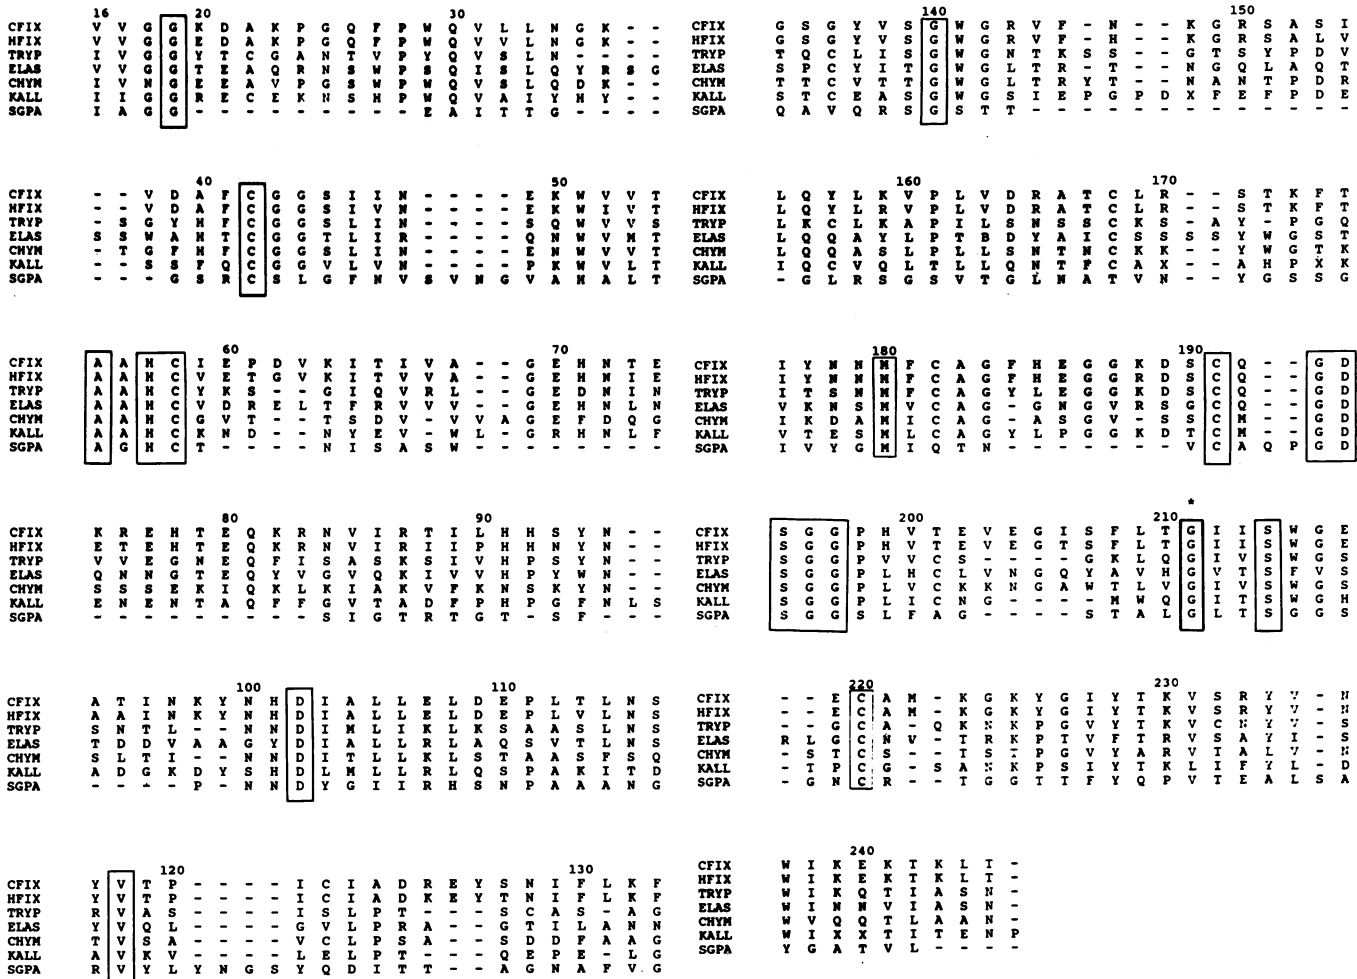 16 20 30
CFIX V V G G K D A K P G Q F P W Q V L L N G K - -
HFIX V V G G E D A K P G Q F P W Q V V L N G K - -
TRYP I V G G Y T C G A N T V P Y Q V S L N - - - -
ELAS V V G G T E A Q R N S W P S Q I S L Q Y R S G
CHYM I V N G E E A V P G S W P W Q V S L Q D K - -
KALL I I G G R E C E K N S H P W Q V A I Y H Y - -
SGPA I A G G - - - - - - - - - E A I T T G - - - -
40 50
CFIX - - V D A F C G G S I I N - - - - E K W V V T
HFIX - - V D A F C G G S I V N - - - - E K W I V T
TRYP - S G Y H F C G G S L I N - - - - S Q W V V S
ELAS S S W A H T C G G T L I R - - - - Q N W V M T
CHYM - T G F H F C G G S L I N - - - - E N W V V T
KALL - - S S F Q C G G V L V N - - - - P K W V L T
SGPA - - - G S R C S L G F N V S V N G V A H A L T
60 70
CFIX A A H C I E P D V K I T I V A - - G E H N T E
HFIX A A H C V E T G V K I T V V A - - G E H N I E
TRYP A A H C Y K S - - G I Q V R L - - G E D N I N
ELAS A A H C V D R E L T F R V V V - - G E H N L N
CHYM A A H C G V T - - T S D V - V V A G E F D Q G
KALL A A H C K N D - - N Y E V - W L - G R H N L F
SGPA A G H C T - - - - N I S A S W - - - - - - - -
80 90
CFIX K R E H T E Q K R N V I R T I L H H S Y N - -
HFIX E T E H T E Q K R N V I R I I P H H N Y N - -
TRYP V V E G N E Q F I S A S K S I V H P S Y N - -
ELAS Q N N G T E Q Y V G V Q K I V V H P Y W N - -
CHYM S S S E K I Q K L K I A K V F K N S K Y N - -
KALL E N E N T A Q F F G V T A D F P H P G F N L S
SGPA - - - - - - - - - S I G T R T G T - S F - - -
100 110
CFIX A T I N K Y N H D I A L L E L D E P L T L N S
HFIX A A I N K Y N H D I A L L E L D E P L V L N S
TRYP S N T L - - N N D I M L I K L K S A A S L N S
ELAS T D D V A A G Y D I A L L R L A Q S V T L N S
CHYM S L T I - - N N D I T L L K L S T A A S F S Q
KALL A D G K D Y S H D L M L L R L Q S P A K I T D
SGPA - - - - P - N N D Y G I I R H S N P A A A N G
120 130
CFIX Y V T P - - - - I C I A D R E Y S N I F L K F
HFIX Y V T P - - - - I C I A D K E Y T N I F L K F
TRYP R V A S - - - - I S L P T - - - S C A S - A G
ELAS Y V Q L - - - - G V L P R A - - G T I L A N N
CHYM T V S A - - - - V C L P S A - - S D D F A A G
KALL A V K V - - - - L E L P T - - - Q E P E - L G
SGPA R V Y L Y N G S Y Q D I T T - - A G N A F V G
140 150
CFIX G S G Y V S G W G R V F - N - - K G R S A S I
HFIX G S G Y V S G W G R V F - H - - K G R S A L V
TRYP T Q C L I S G W G N T K S S - - G T S Y P D V
ELAS S P C Y I T G W G L T R - T - - N G Q L A Q T
CHYM T T C V T T G W G L T R Y T - - N A N T P D R
KALL S T C E A S G W G S I E P G P D X F E F P D E
SGPA Q A V Q R S G S T T - - - - - - - - - - - - -
160 170
CFIX L Q Y L K V P L V D R A T C L R - - S T K F T
HFIX L Q Y L R V P L V D R A T C L R - - S T K F T
TRYP L K C L K A P I L S N S S C K S - A Y - P G Q
ELAS L Q Q A Y L P T B D Y A I C S S S S Y W G S T
CHYM L Q Q A S L P L L S N T N C K K - - Y W G T K
KALL I Q C V Q L T L L Q N T F C A X - - A H P X K
SGPA - G L R S G S V T G L N A T V N - - Y G S S G
180 190
CFIX I Y N N M F C A G F H E G G K D S C Q - - G D
HFIX I Y N N M F C A G F H E G G K D S C Q - - G D
TRYP I T S N M F C A G Y L E G G K D S C Q - - G D
ELAS V K N S M V C A G - G N G V R S G C Q - - G D
CHYM I K D A M I C A G - A S G V - S S C M - - G D
KALL V T E S M L C A G Y L P G G K D T C M - - G D
SGPA I V Y G M I Q T N - - - - - - - V C A Q P G D
200 210 *
CFIX S G G P H V T E V E G I S F L T G I I S W G E
HFIX S G G P H V T E V E G T S F L T G I I S W G E
TRYP S G G P V V C S - - - - G K L Q G I V S W G S
ELAS S G G P L H C L V N G Q Y A V H G V T S F V S
CHYM S G G P L V C K K N G A W T L V G I V S W G S
KALL S G G P L I C N G - - - M W Q G I T S W G H
SGPA S G G S L F A G - - - - S T A L G L T S G G S
220 230
CFIX - - E C A M - K G K Y G I Y T K V S R Y V - N
HFIX - - E C A M - K G K Y G I Y T K V S R Y V - N
TRYP - - G C A - Q K N K P G V Y T K V C N Y V - S
ELAS R L G C N V - T R K P T V F T R V S A Y I - S
CHYM - S T C S - - T S T P G V Y A R V T A L V - N
KALL - T P C G - S A N K P S I Y T K L I F Y L - D
SGPA - G N C R - - T G G T T F Y Q P V T E A L S A
240
CFIX W I K E K T K L T -
HFIX W I K E K T K L T -
TRYP W I K Q T I A S N -
ELAS W I N N V I A S N -
CHYM W V Q Q T L A A N -
KALL W I X X T I T E N P
SGPA Y G A T V L - - - -